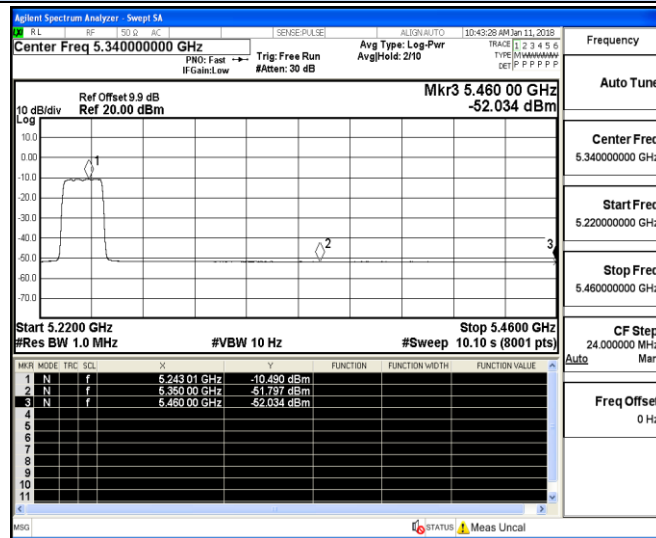 Agilent Spectrum Analyzer - Swept SA
RL RF 50 Ω AC SENSE:PULSE ALIGN AUTO 10:43:28 AM Jan 11, 2018
Center Freq 5.340000000 GHz
PNO: Fast
IFGain:Low
Trig: Free Run
#Atten: 30 dB
Avg Type: Log-Pwr
Avg|Hold: 2/10
TRACE 1 2 3 4 5 6
TYPE M W W W W W
DET P P P P P P
Mkr3 5.460 00 GHz
-52.034 dBm
Ref Offset 9.9 dB
10 dB/div Ref 20.00 dBm
Log
10.0
0.00
-10.0
-20.0
-30.0
-40.0
-50.0
-60.0
-70.0
1
2
3
Start 5.2200 GHz Stop 5.4600 GHz
#Res BW 1.0 MHz #VBW 10 Hz #Sweep 10.10 s (8001 pts)
MKR MODE TRC SCL X Y FUNCTION FUNCTION WIDTH FUNCTION VALUE
1 N f 5.243 01 GHz -10.490 dBm
2 N f 5.350 00 GHz -51.797 dBm
3 N f 5.460 00 GHz -52.034 dBm
4
5
6
7
8
9
10
11
MSG STATUS Meas Uncal
Frequency
Auto Tune
Center Freq
5.340000000 GHz
Start Freq
5.220000000 GHz
Stop Freq
5.460000000 GHz
CF Step
24.000000 MHz
Auto Man
Freq Offset
0 Hz